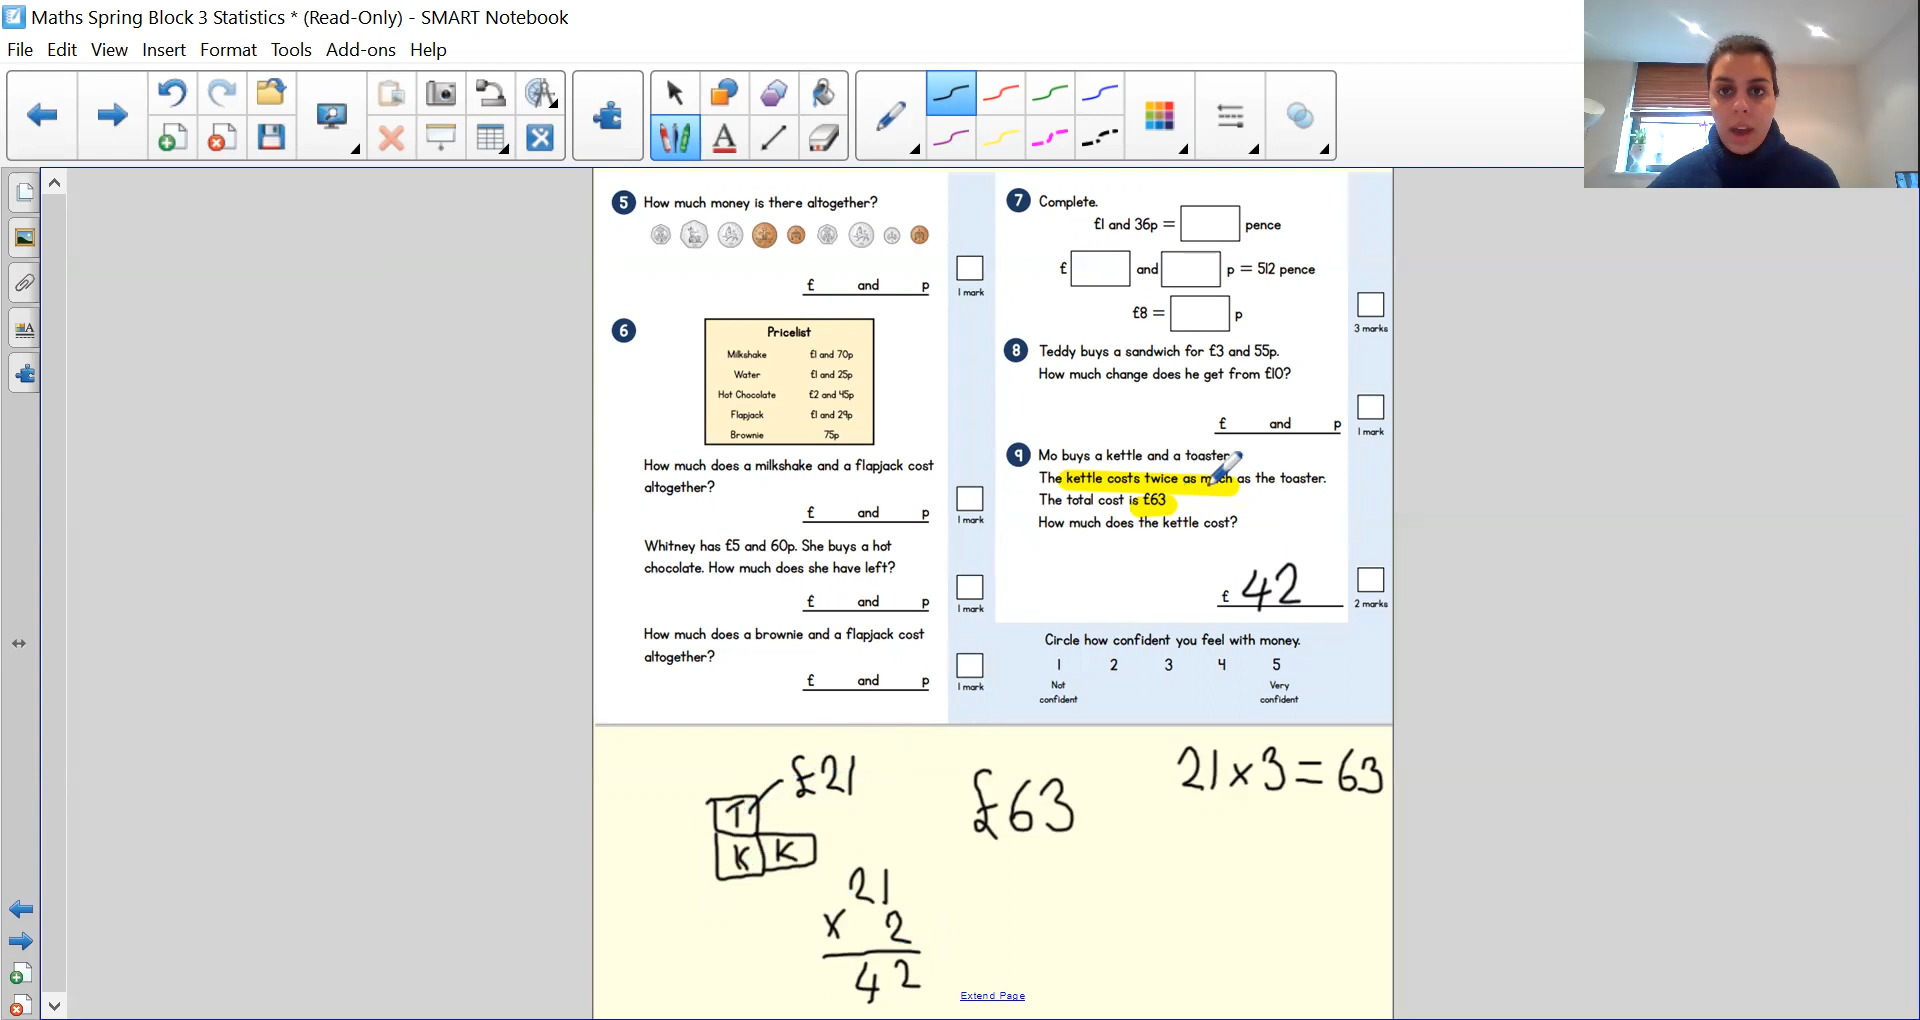 Maths Spring Block 3 Statistics * (Read-Only) - SMART Notebook
File Edit View Insert Format Tools Add-ons Help
5 How much money is there altogether?
£ and p
1 mark
6
Pricelist
Milkshake £1 and 70p
Water £1 and 25p
Hot Chocolate £2 and 45p
Flapjack £1 and 29p
Brownie 75p
How much does a milkshake and a flapjack cost
altogether?
£ and p
1 mark
Whitney has £5 and 60p. She buys a hot
chocolate. How much does she have left?
£ and p
1 mark
How much does a brownie and a flapjack cost
altogether?
£ and p
1 mark
7 Complete.
£1 and 36p = pence
£ and p = 512 pence
£8 = p
3 marks
8 Teddy buys a sandwich for £3 and 55p.
How much change does he get from £10?
£ and p
1 mark
9 Mo buys a kettle and a toaster
The kettle costs twice as much as the toaster.
The total cost is £63
How much does the kettle cost?
£ 42
2 marks
Circle how confident you feel with money.
1 2 3 4 5
Not Very
confident confident
£21
T
K K
21
x 2
42
£63
21 x 3 = 63
Extend Page